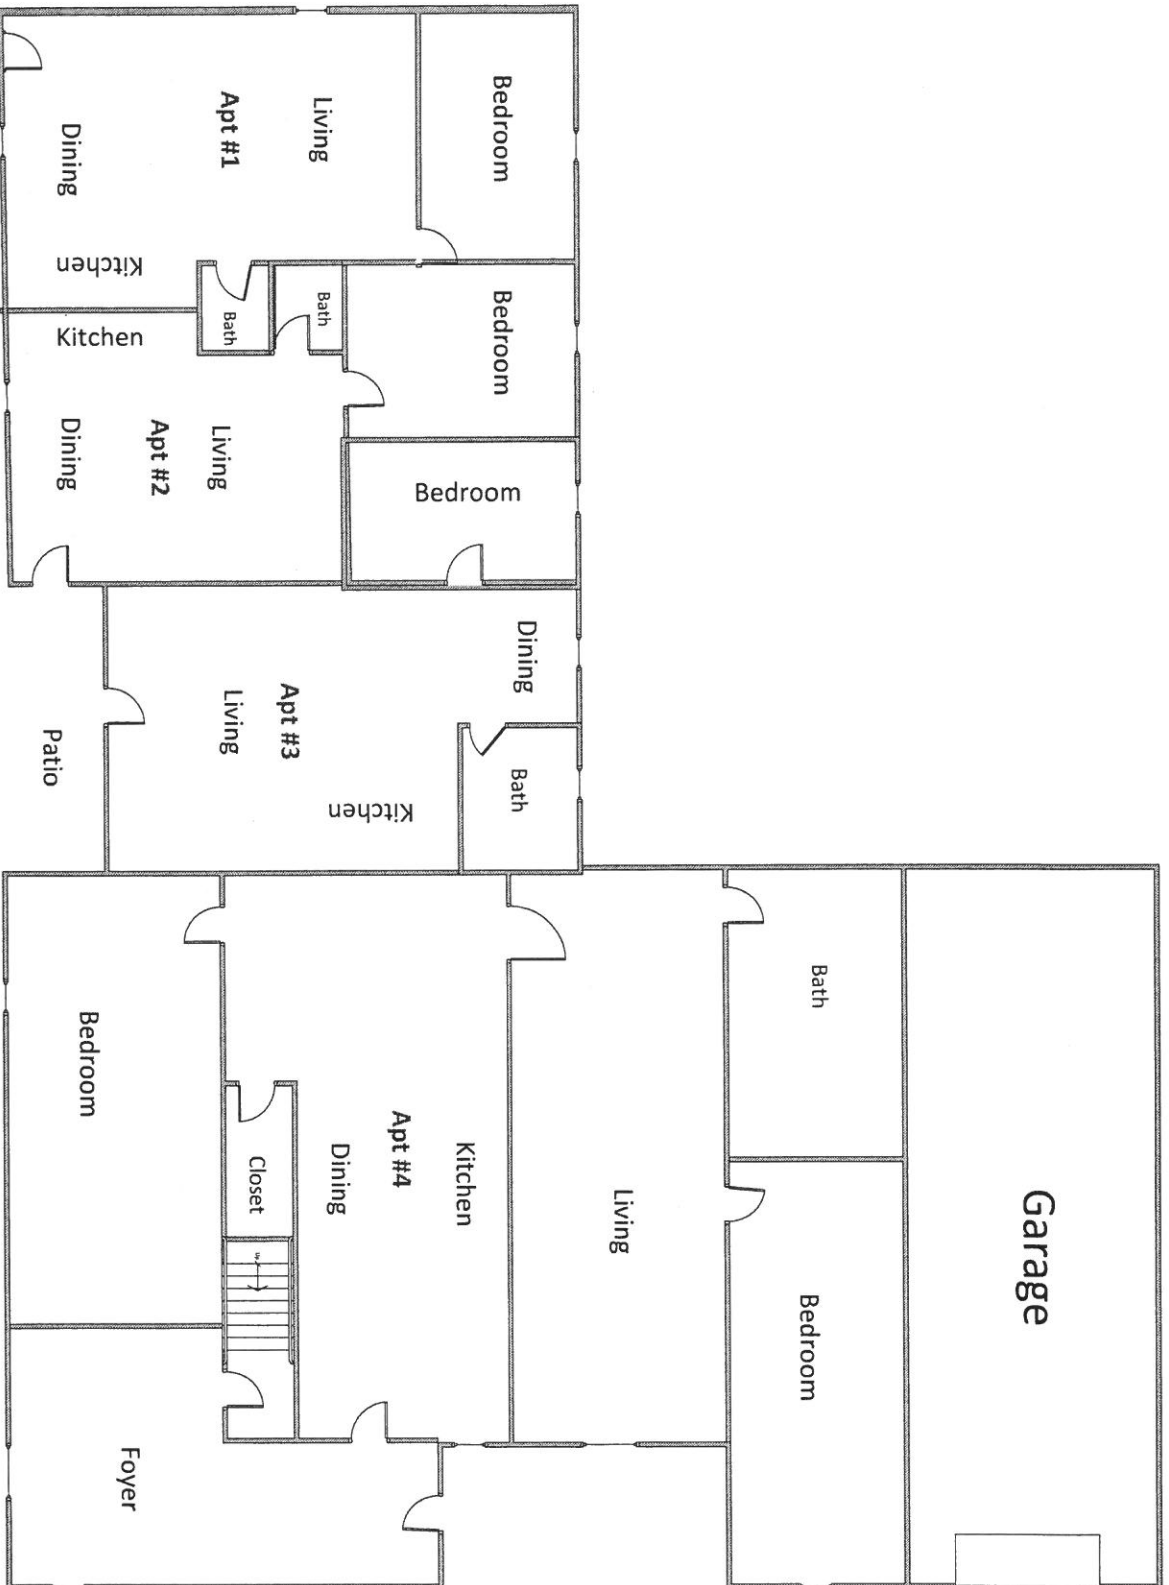 Bedroom
Living
Apt #1
Dining
Kitchen
Bath
Bath
Bedroom
Kitchen
Living
Apt #2
Dining
Bedroom
Dining
Apt #3
Living
Kitchen
Bath
Patio
Bath
Bedroom
Kitchen
Apt #4
Dining
Closet
Living
Garage
Bedroom
Foyer